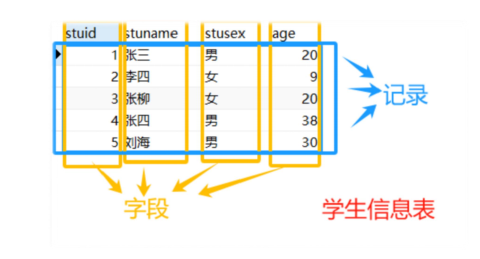 stuid stuname stusex age
1 张三 男 20
2 李四 女 9
3 张柳 女 20
4 张四 男 38
5 刘海 男 30
记录
字段
学生信息表